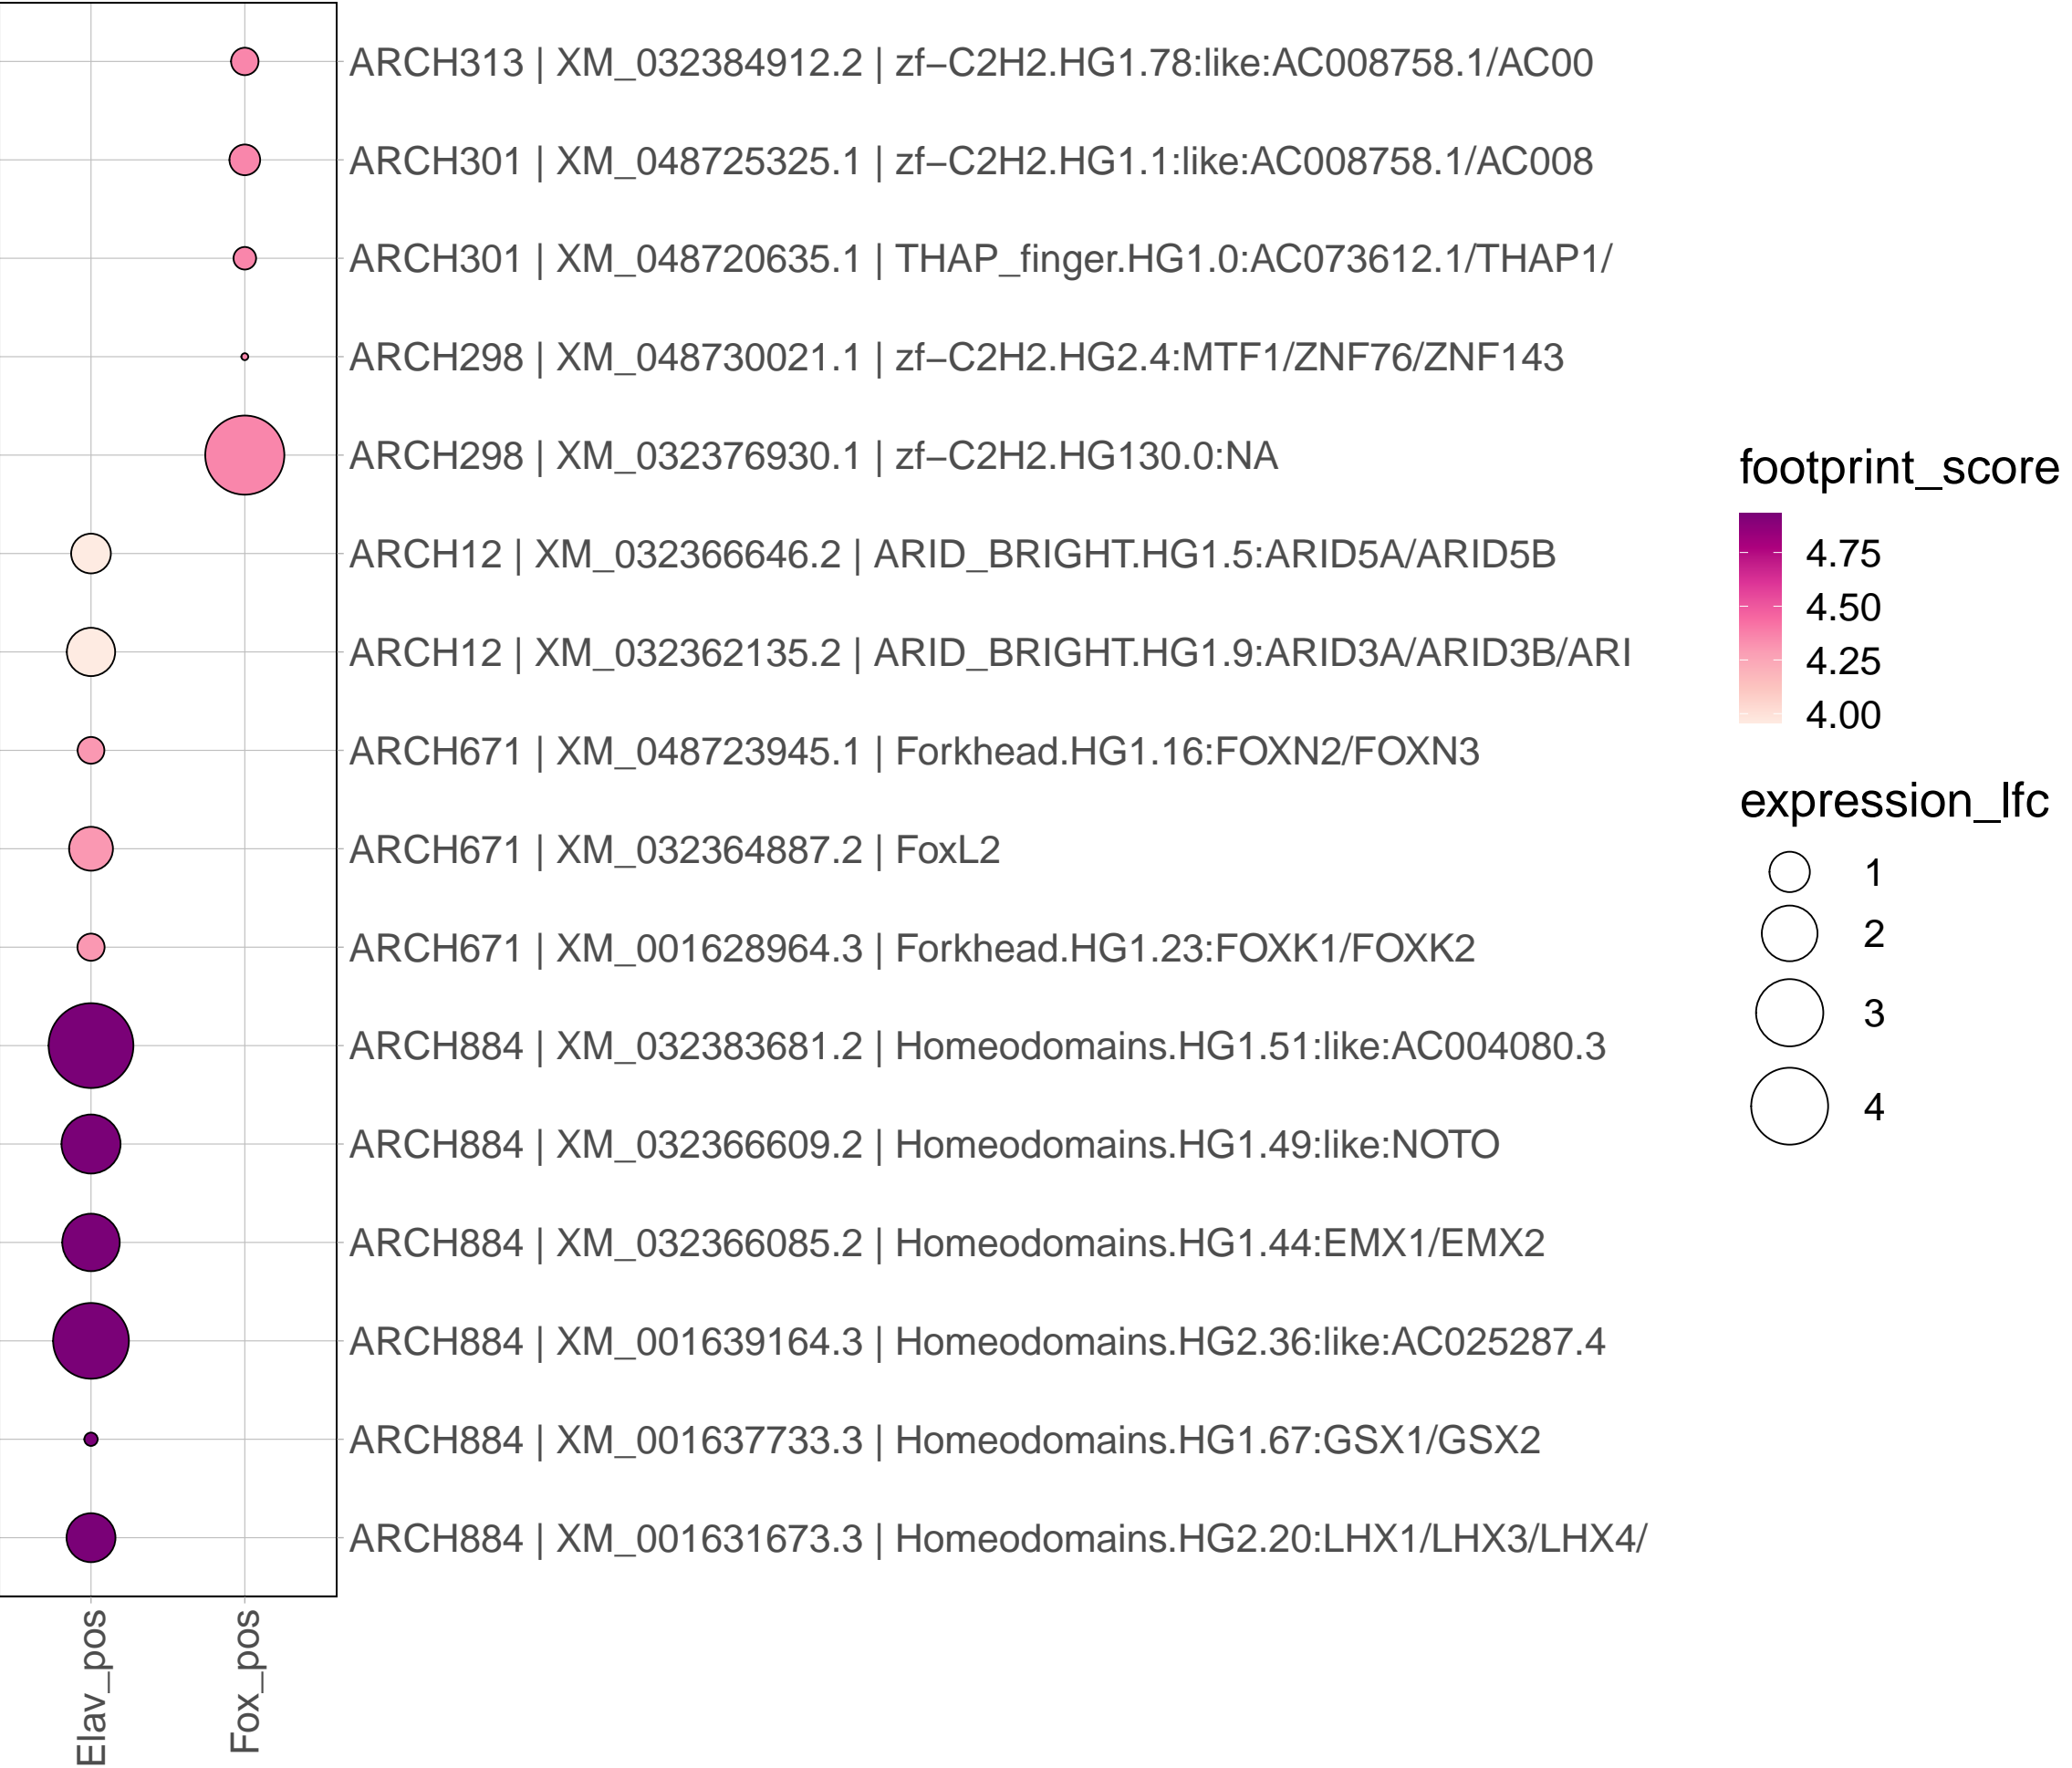 ARCH313 | XM_032384912.2 | zf−C2H2.HG1.78:like:AC008758.1/AC00
ARCH301 | XM_048725325.1 | zf−C2H2.HG1.1:like:AC008758.1/AC008
ARCH301 | XM_048720635.1 | THAP_finger.HG1.0:AC073612.1/THAP1/
ARCH298 | XM_048730021.1 | zf−C2H2.HG2.4:MTF1/ZNF76/ZNF143
ARCH298 | XM_032376930.1 | zf−C2H2.HG130.0:NA
ARCH12 | XM_032366646.2 | ARID_BRIGHT.HG1.5:ARID5A/ARID5B
ARCH12 | XM_032362135.2 | ARID_BRIGHT.HG1.9:ARID3A/ARID3B/ARI
ARCH671 | XM_048723945.1 | Forkhead.HG1.16:FOXN2/FOXN3
ARCH671 | XM_032364887.2 | FoxL2
ARCH671 | XM_001628964.3 | Forkhead.HG1.23:FOXK1/FOXK2
ARCH884 | XM_032383681.2 | Homeodomains.HG1.51:like:AC004080.3
ARCH884 | XM_032366609.2 | Homeodomains.HG1.49:like:NOTO
ARCH884 | XM_032366085.2 | Homeodomains.HG1.44:EMX1/EMX2
ARCH884 | XM_001639164.3 | Homeodomains.HG2.36:like:AC025287.4
ARCH884 | XM_001637733.3 | Homeodomains.HG1.67:GSX1/GSX2
ARCH884 | XM_001631673.3 | Homeodomains.HG2.20:LHX1/LHX3/LHX4/
Elav_pos
Fox_pos
footprint_score
4.75
4.50
4.25
4.00
expression_lfc
1
2
3
4